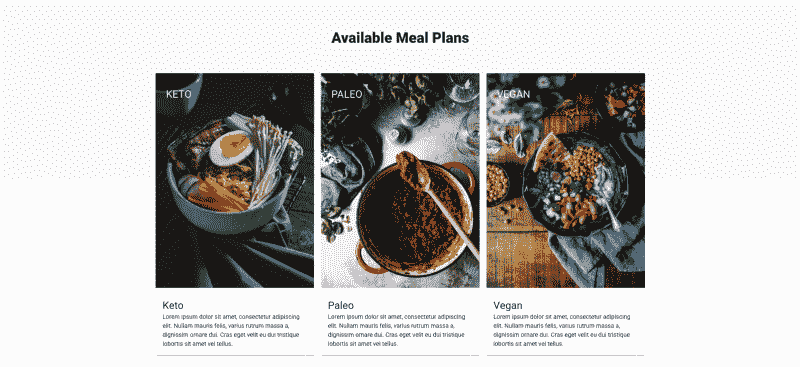 Available Meal Plans
KETO
PALEO
VEGAN
Keto
Lorem ipsum dolor sit amet, consectetur adipiscing
elit. Nullam mauris felis, varius rutrum massa a,
dignissim ornare dui. Cras eget velit eu dui tristique
lobortis sit amet vel tellus.
Paleo
Lorem ipsum dolor sit amet, consectetur adipiscing
elit. Nullam mauris felis, varius rutrum massa a,
dignissim ornare dui. Cras eget velit eu dui tristique
lobortis sit amet vel tellus.
Vegan
Lorem ipsum dolor sit amet, consectetur adipiscing
elit. Nullam mauris felis, varius rutrum massa a,
dignissim ornare dui. Cras eget velit eu dui tristique
lobortis sit amet vel tellus.